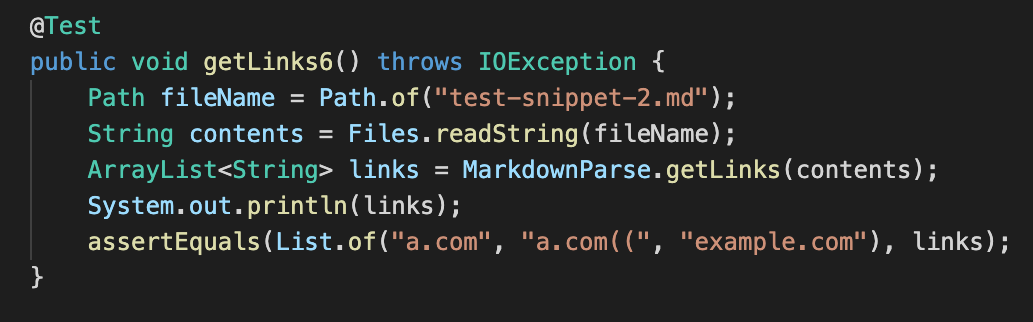 @Test
public void getLinks6() throws IOException {
    Path fileName = Path.of("test-snippet-2.md");
    String contents = Files.readString(fileName);
    ArrayList<String> links = MarkdownParse.getLinks(contents);
    System.out.println(links);
    assertEquals(List.of("a.com", "a.com((", "example.com"), links);
}